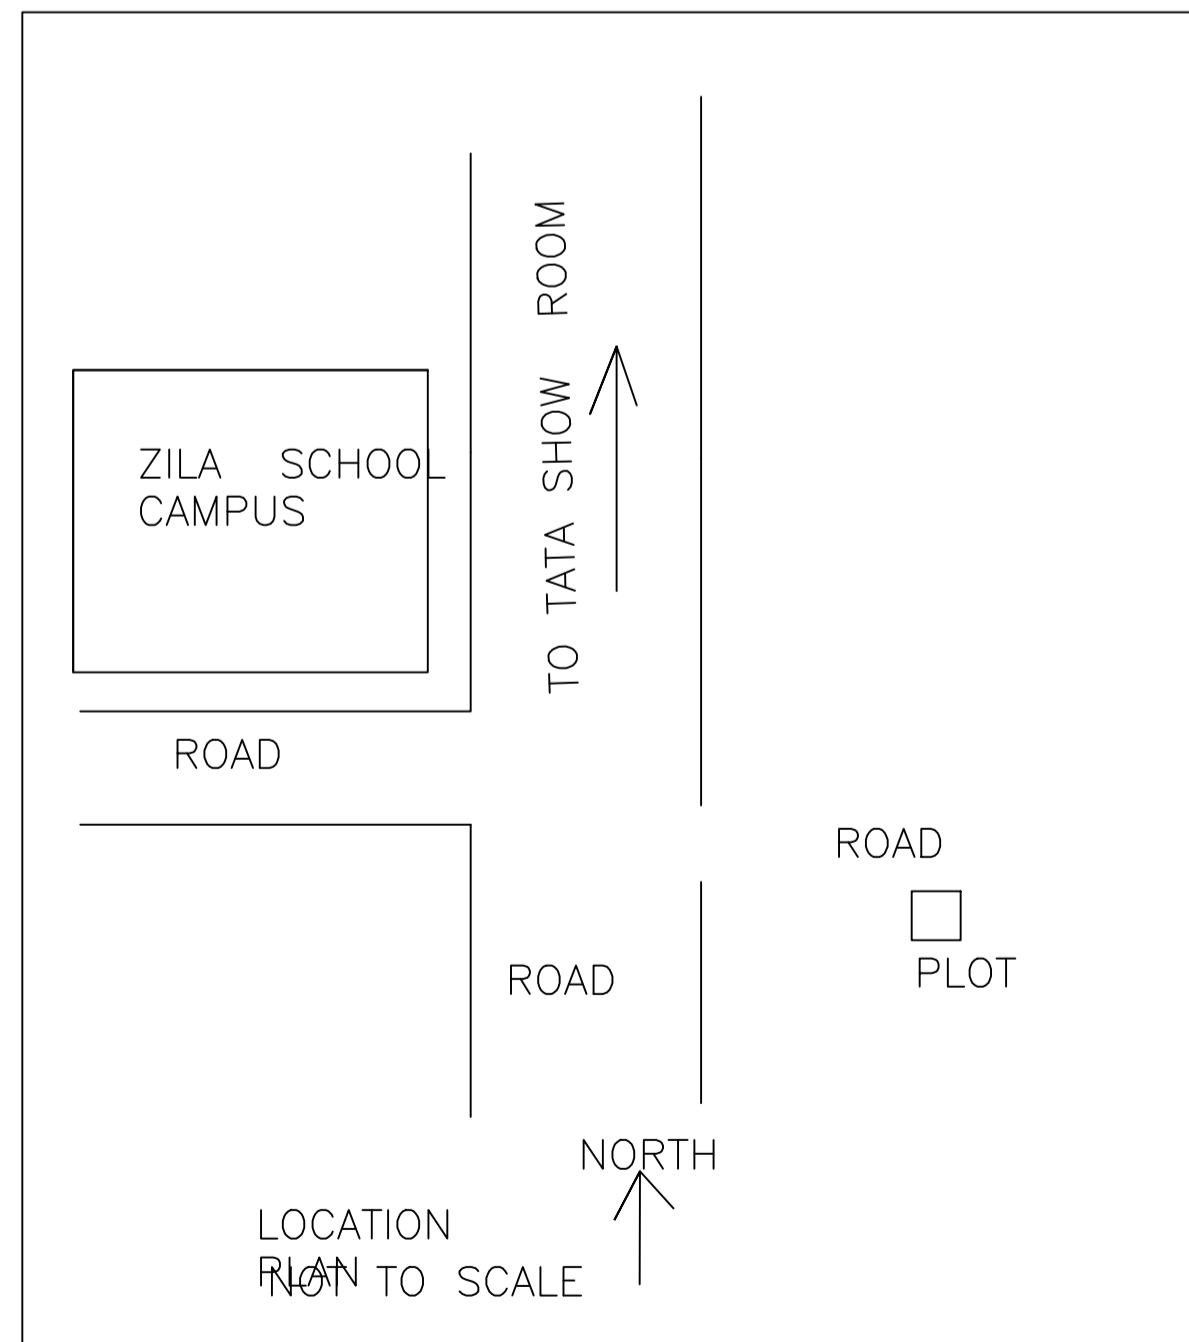 TO TATA SHOW ROOM
ZILA SCHOOL
CAMPUS
ROAD
ROAD
PLOT
ROAD
NORTH
LOCATION
PLAN
NOT TO SCALE